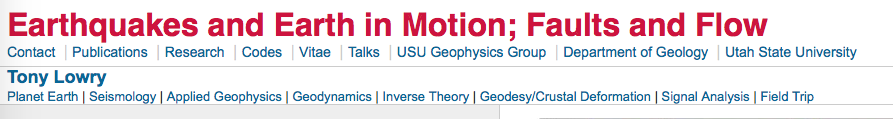 Earthquakes and Earth in Motion; Faults and Flow
Contact | Publications | Research | Codes | Vitae | Talks | USU Geophysics Group | Department of Geology | Utah State University
Tony Lowry
Planet Earth | Seismology | Applied Geophysics | Geodynamics | Inverse Theory | Geodesy/Crustal Deformation | Signal Analysis | Field Trip